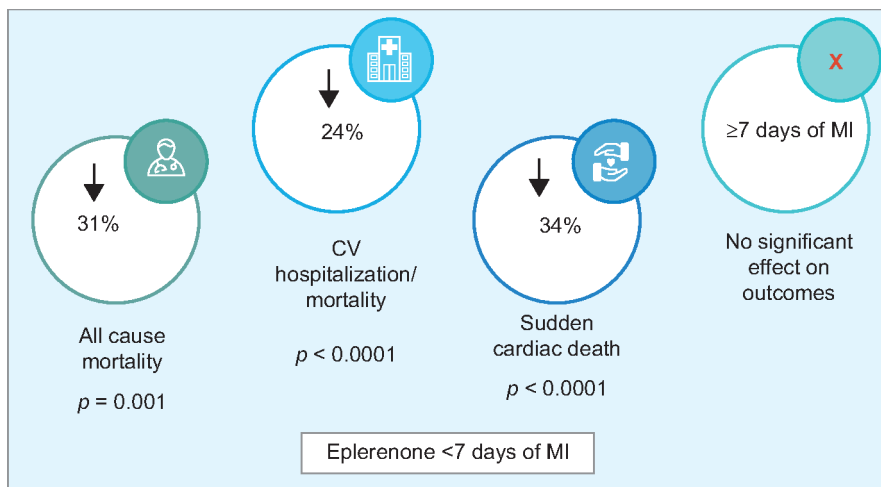 31%
All cause
mortality
p = 0.001
24%
CV
hospitalization/
mortality
p < 0.0001
34%
Sudden
cardiac death
p < 0.0001
X
≥7 days of MI
No significant
effect on
outcomes
Eplerenone <7 days of MI